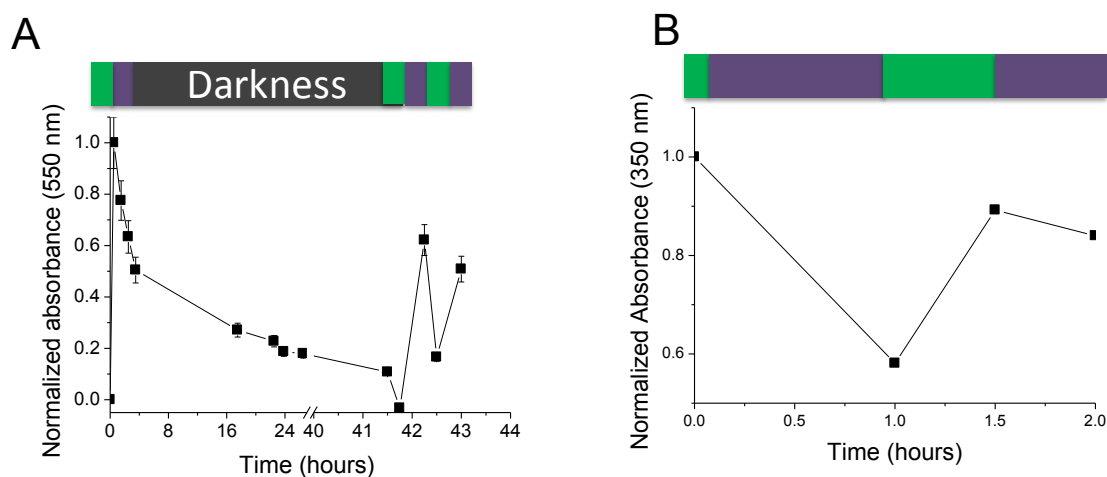 A
Darkness
Normalized absorbance (550 nm)
1.0
0.8
0.6
0.4
0.2
0.0
0 8 16 24 40 41 42 43 44
Time (hours)
B
Normalized Absorbance (350 nm)
1.0
0.8
0.6
0.0 0.5 1.0 1.5 2.0
Time (hours)